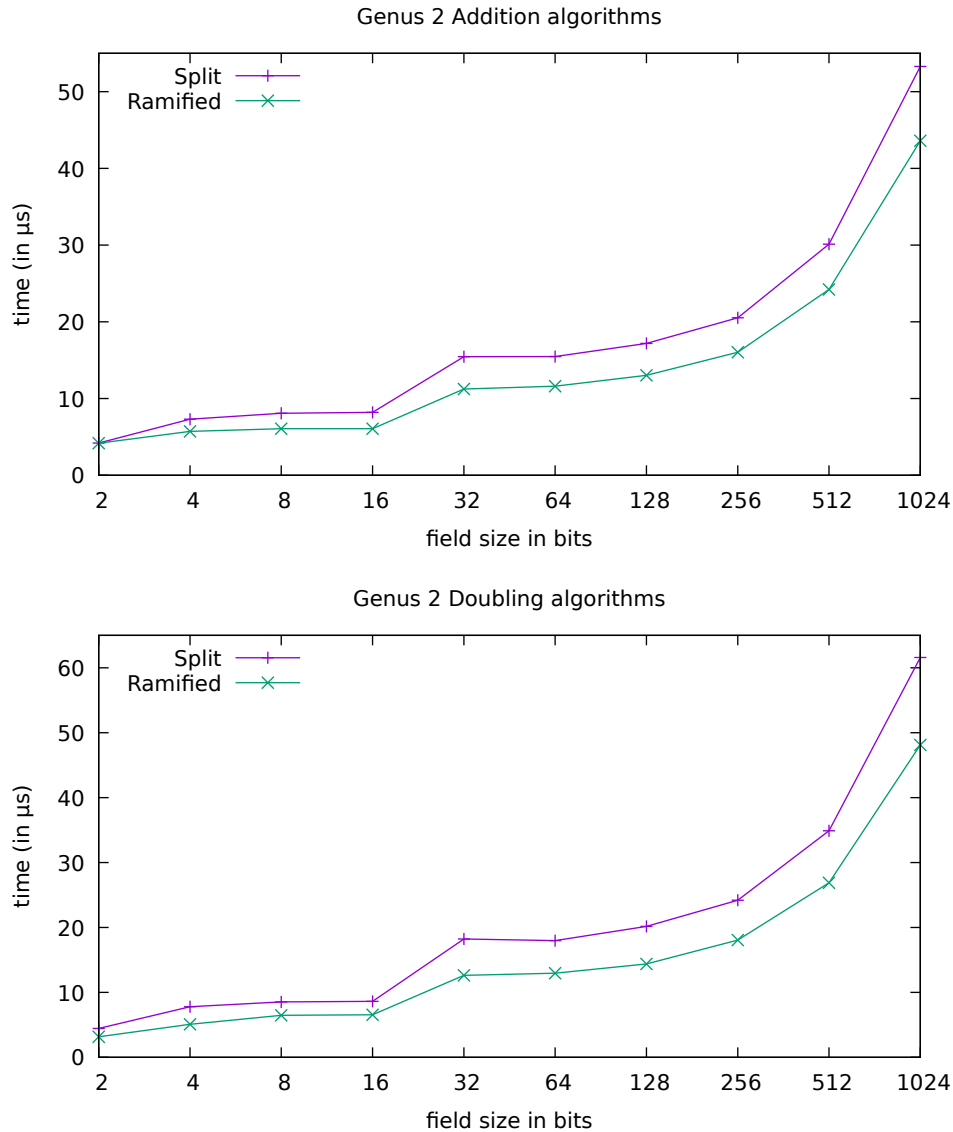 Genus 2 Addition algorithms
Split
Ramified
50
40
30
20
10
0
time (in µs)
2 4 8 16 32 64 128 256 512 1024
field size in bits
Genus 2 Doubling algorithms
Split
Ramified
60
50
40
30
20
10
0
time (in µs)
2 4 8 16 32 64 128 256 512 1024
field size in bits